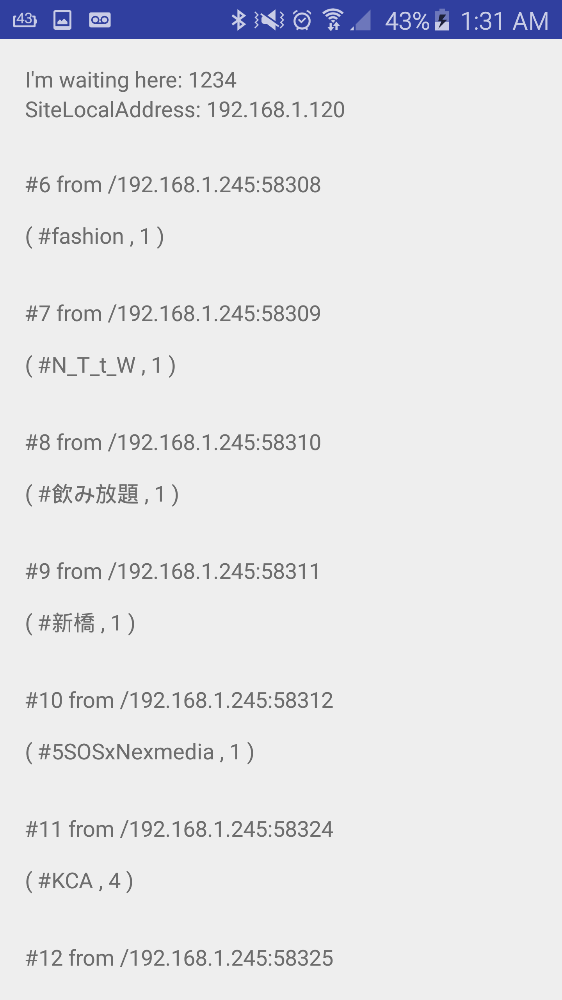 43 43% 1:31 AM
I'm waiting here: 1234
SiteLocalAddress: 192.168.1.120
#6 from /192.168.1.245:58308
( #fashion , 1 )
#7 from /192.168.1.245:58309
( #N_T_t_W , 1 )
#8 from /192.168.1.245:58310
( #飲み放題 , 1 )
#9 from /192.168.1.245:58311
( #新橋 , 1 )
#10 from /192.168.1.245:58312
( #5SOSxNexmedia , 1 )
#11 from /192.168.1.245:58324
( #KCA , 4 )
#12 from /192.168.1.245:58325